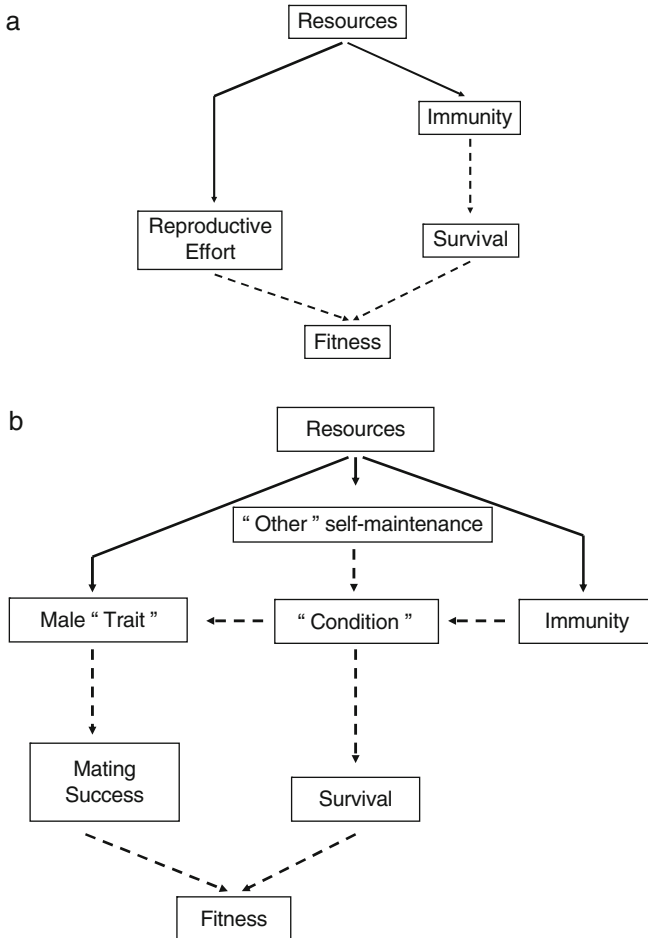 a
Resources
Immunity
Reproductive
Effort
Survival
Fitness
b
Resources
“ Other ” self-maintenance
Male “ Trait ”
“ Condition ”
Immunity
Mating
Success
Survival
Fitness